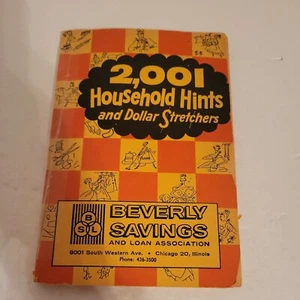 2,001
Household Hints
and Dollar Stretchers
B
S&L
BEVERLY
SAVINGS
AND LOAN ASSOCIATION
8001 South Western Ave. • Chicago 20, Illinois
Phone: 436-3500